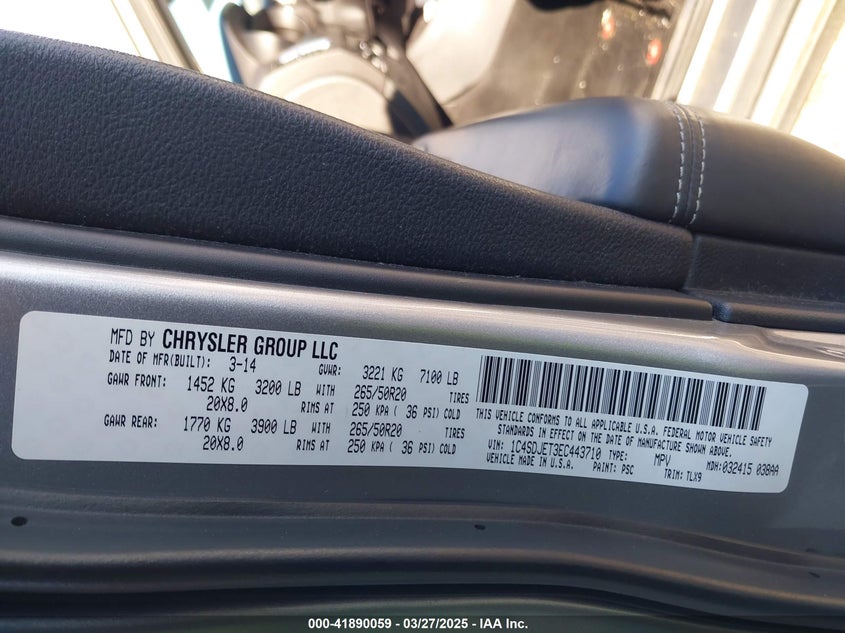 MFD BY CHRYSLER GROUP LLC
DATE OF MFR(BUILT): 3-14 GVWR: 3221 KG 7100 LB
GAWR FRONT: 1452 KG 3200 LB WITH 265/50R20 TIRES
20X8.0 RIMS AT 250 KPA ( 36 PSI) COLD
GAWR REAR: 1770 KG 3900 LB WITH 265/50R20 TIRES
20X8.0 RIMS AT 250 KPA ( 36 PSI) COLD
THIS VEHICLE CONFORMS TO ALL APPLICABLE U.S.A. FEDERAL MOTOR VEHICLE SAFETY
STANDARDS IN EFFECT ON THE DATE OF MANUFACTURE SHOWN ABOVE.
VIN: 1C4SDJET3EC443710 TYPE: MPV MDH: 032415 038AA
VEHICLE MADE IN U.S.A. PAINT: PSC TRIM: TLX9
000-41890059 - 03/27/2025 - © IAA Inc.